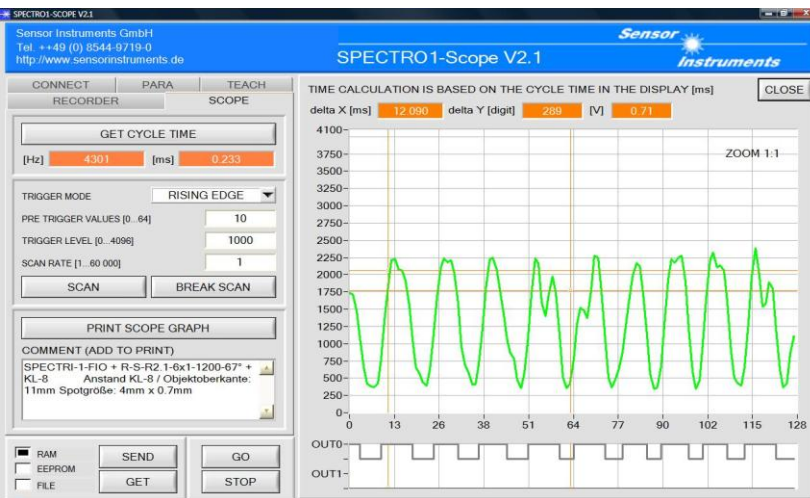 SPECTRO1-SCOPE V2.1
Sensor Instruments GmbH
Tel. ++49 (0) 8544-9719-0
http://www.sensorinstruments.de
SPECTRO1-Scope V2.1
Sensor
Instruments
CONNECT PARA TEACH
RECORDER SCOPE
GET CYCLE TIME
[Hz] 4301 [ms] 0.233
TRIGGER MODE RISING EDGE
PRE TRIGGER VALUES [0...64] 10
TRIGGER LEVEL [0...4096] 1000
SCAN RATE [1...60 000] 1
SCAN BREAK SCAN
PRINT SCOPE GRAPH
COMMENT (ADD TO PRINT)
SPECTRI-1-FIO + R-S-R2.1-6x1-1200-67° +
KL-8 Anstand KL-8 / Objektoberkante:
11mm Spotgröße: 4mm x 0.7mm
RAM
EEPROM
FILE
SEND GO
GET STOP
TIME CALCULATION IS BASED ON THE CYCLE TIME IN THE DISPLAY [ms]
CLOSE
delta X [ms] 12.090 delta Y [digit] 289 [V] 0.71
ZOOM 1:1
4100
3750
3500
3250
3000
2750
2500
2250
2000
1750
1500
1250
1000
750
500
250
0
0 13 26 38 51 64 77 90 102 115 128
OUT0
OUT1